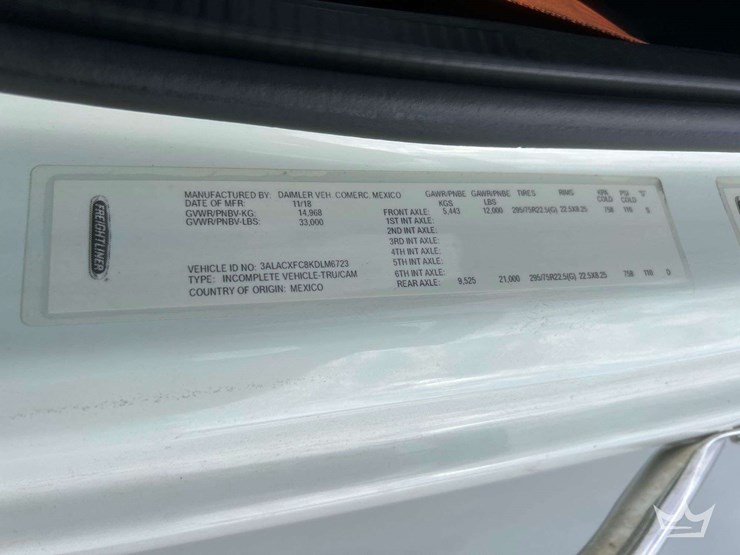 FREIGHTLINER
MANUFACTURED BY: DAIMLER VEH. COMERC. MEXICO
DATE OF MFR: 11/18
GVWR/PNBV-KG: 14,968
GVWR/PNBV-LBS: 33,000
VEHICLE ID NO: 3ALACXFC8KDLM6723
TYPE: INCOMPLETE VEHICLE-TRU/CAM
COUNTRY OF ORIGIN: MEXICO
GAWR/PNBE GAWR/PNBE TIRES RIMS KPA PSI "S"
KGS LBS COLD COLD
FRONT AXLE: 5,443 12,000 295/75R22.5(G) 22.5X8.25 D
1ST INT AXLE:
2ND INT AXLE:
3RD INT AXLE:
4TH INT AXLE:
5TH INT AXLE:
6TH INT AXLE:
REAR AXLE: 9,525 21,000 295/75R22.5(G) 22.5X8.25 D